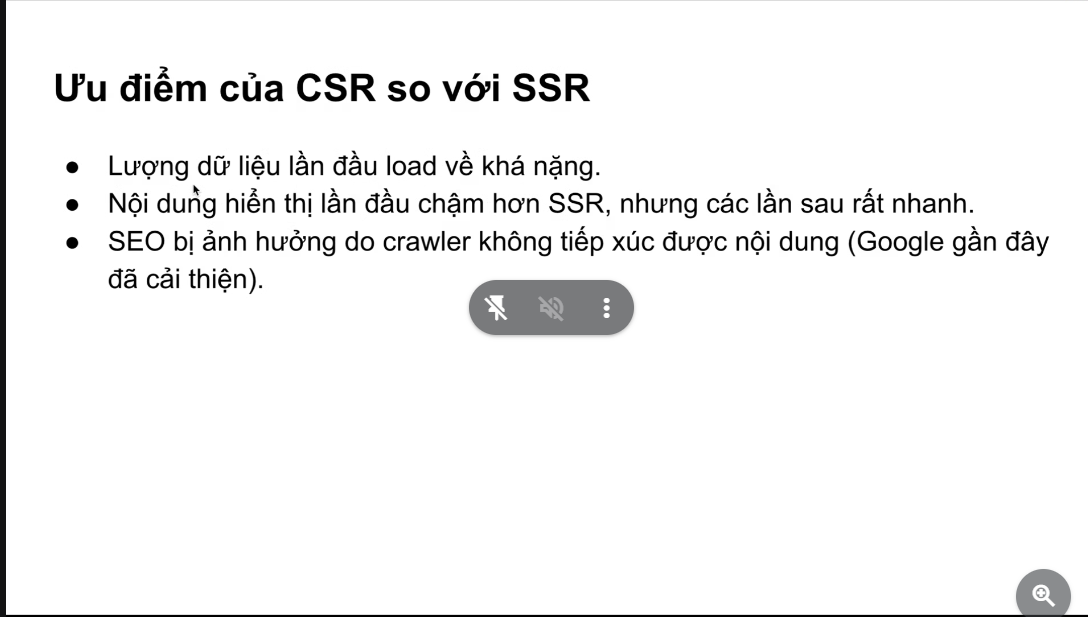 Ưu điểm của CSR so với SSR
● Lượng dữ liệu lần đầu load về khá nặng.
● Nội dung hiển thị lần đầu chậm hơn SSR, nhưng các lần sau rất nhanh.
● SEO bị ảnh hưởng do crawler không tiếp xúc được nội dung (Google gần đây
đã cải thiện).